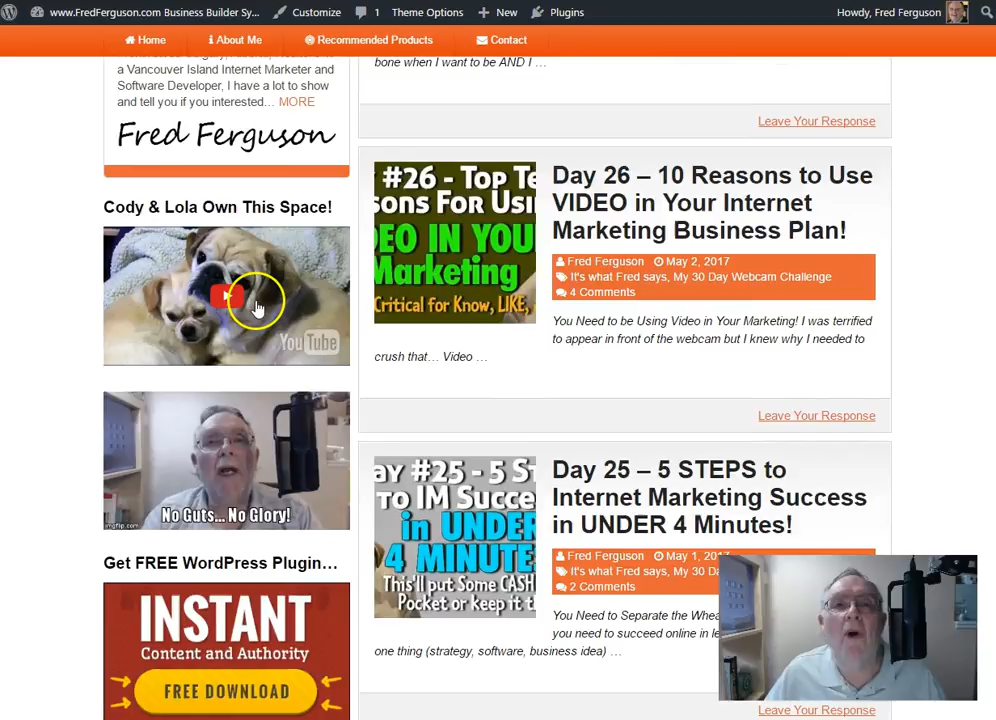 www.FredFerguson.com Business Builder Sy...
Customize
1
Theme Options
New
Plugins
Howdy, Fred Ferguson
Home
About Me
Recommended Products
Contact
a Vancouver Island Internet Marketer and
Software Developer, I have a lot to show
and tell you if you interested… MORE
Fred Ferguson
Cody & Lola Own This Space!
YouTube
No Guts... No Glory!
imgflip.com
Get FREE WordPress Plugin…
INSTANT
Content and Authority
FREE DOWNLOAD
bone when I want to be AND I …
Leave Your Response
#26 - Top Te
sons For Usi
DEO IN YOU
Marketing
Critical for Know, LIKE,
Day 26 – 10 Reasons to Use
VIDEO in Your Internet
Marketing Business Plan!
Fred Ferguson May 2, 2017
It's what Fred says, My 30 Day Webcam Challenge
4 Comments
You Need to be Using Video in Your Marketing! I was terrified
to appear in front of the webcam but I knew why I needed to
crush that… Video …
Leave Your Response
ay #25 - 5 S
TO IM Succe
in UNDER
4 MINUTE
This'll put Some CASH
Pocket or keep it t
Day 25 – 5 STEPS to
Internet Marketing Success
in UNDER 4 Minutes!
Fred Ferguson May 1, 2017
It's what Fred says, My 30 Da
2 Comments
You Need to Separate the Whea
you need to succeed online in le
one thing (strategy, software, business idea) …
Leave Your Response